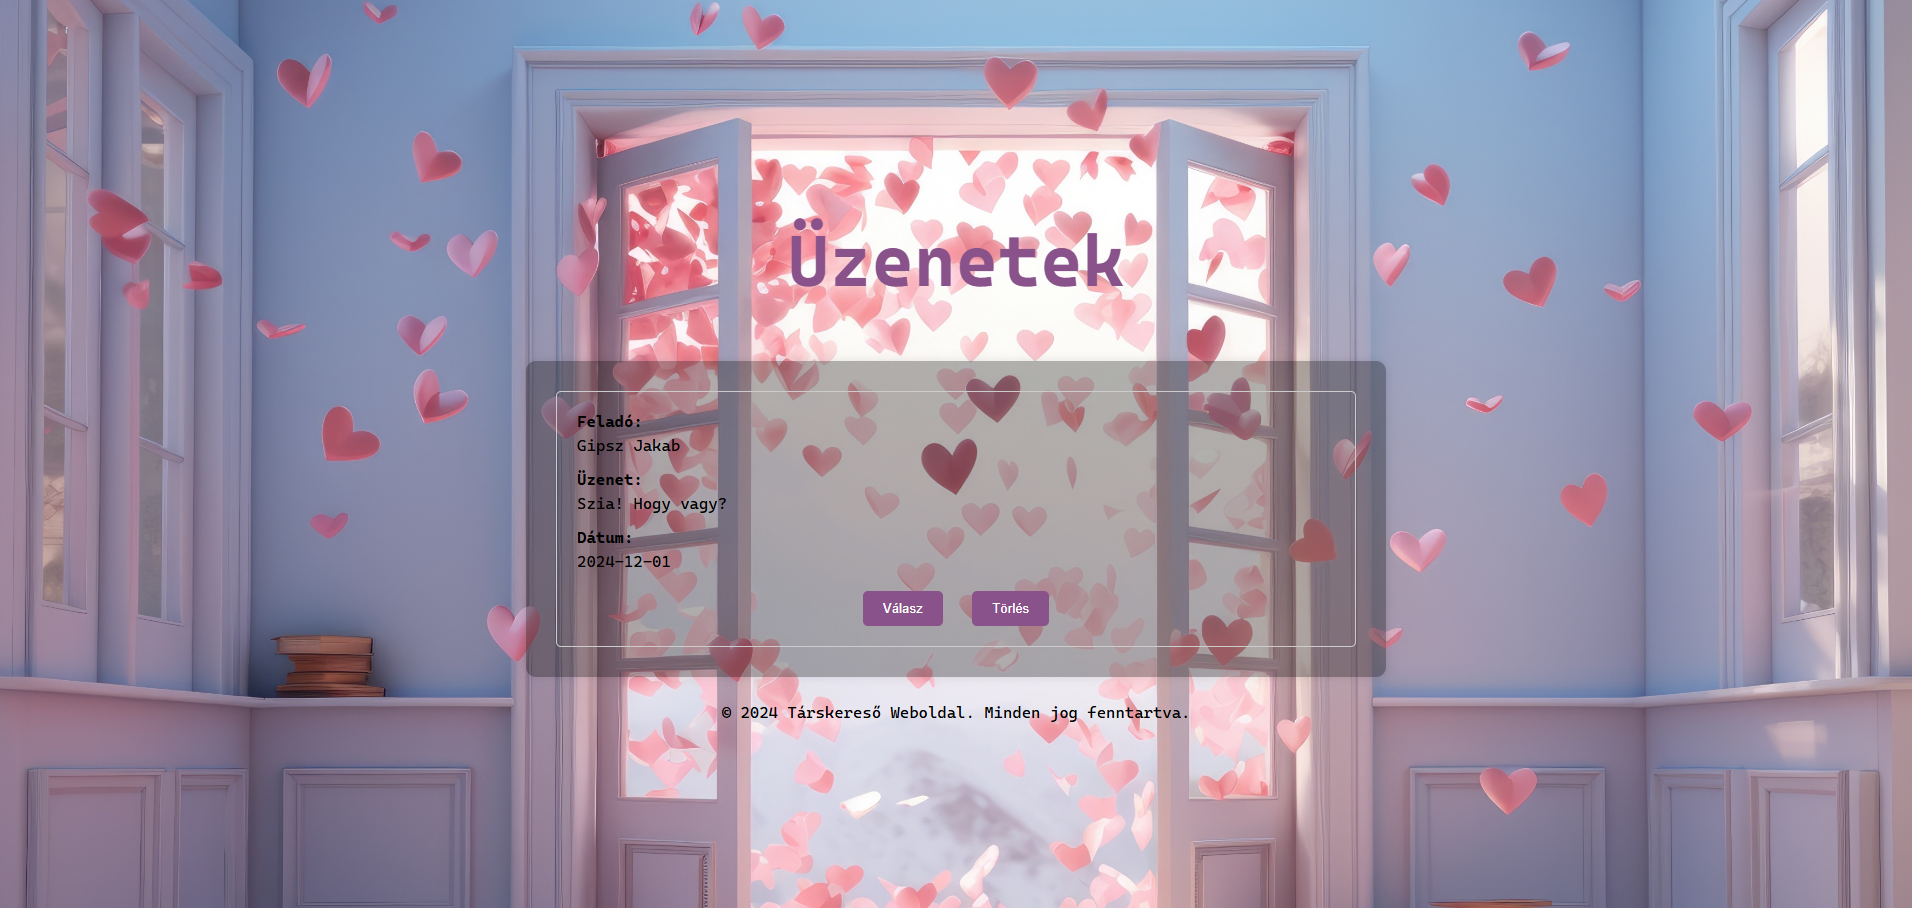 Üzenetek
Feladó:
Gipsz Jakab
Üzenet:
Szia! Hogy vagy?
Dátum:
2024-12-01
Válasz
Törlés
© 2024 Társkereső Weboldal. Minden jog fenntartva.